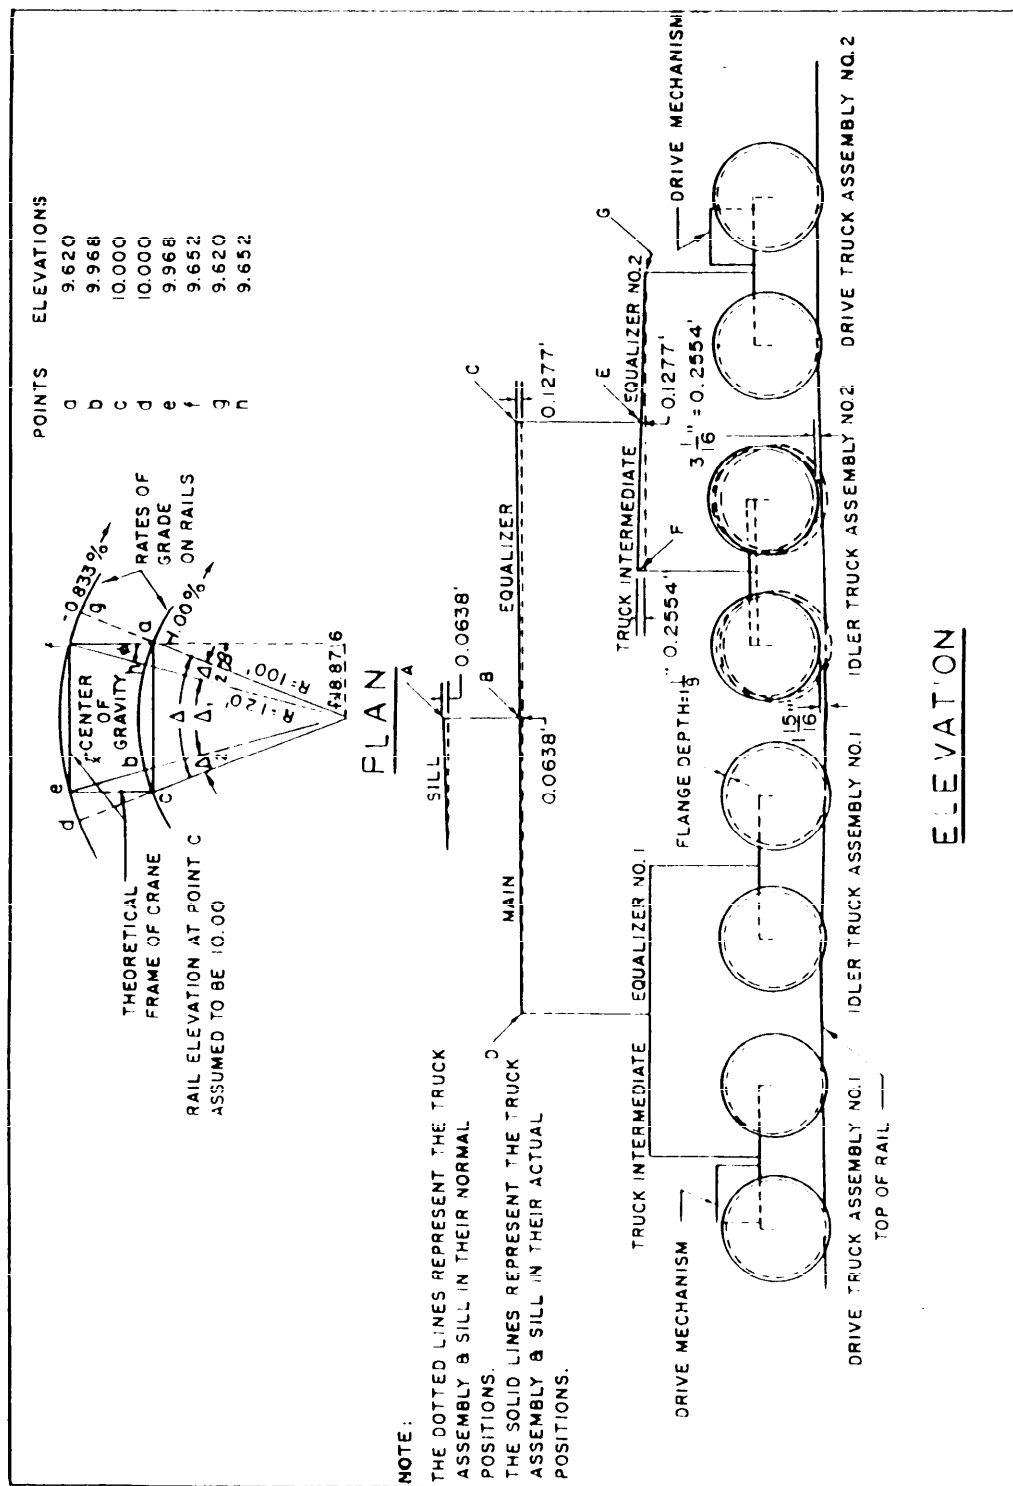 POINTS ELEVATIONS
a 9.620
b 9.968
c 10.000
d 10.000
e 9.968
f 9.652
g 9.620
h 9.652
-0.833%
RATES OF
GRADE
ON RAILS
-1.00%
f
g
a
h
e
d
b
c
CENTER
OF
GRAVITY
x
Δ
Δ₁
Δ
2
R=100'
R=120'
THEORETICAL
FRAME OF CRANE
RAIL ELEVATION AT POINT C
ASSUMED TO BE 10.00
PLAN
NOTE:
THE DOTTED LINES REPRESENT THE TRUCK
ASSEMBLY & SILL IN THEIR NORMAL
POSITIONS.
THE SOLID LINES REPRESENT THE TRUCK
ASSEMBLY & SILL IN THEIR ACTUAL
POSITIONS.
A
SILL
0.0638'
B
0.0638'
MAIN
EQUALIZER
C
0.1277'
D
TRUCK INTERMEDIATE
EQUALIZER NO. 1
TRUCK INTERMEDIATE
EQUALIZER NO.2
E
F
G
0.1277'
0.2554'
3 1/16" = 0.2554'
DRIVE MECHANISM
DRIVE MECHANISM
FLANGE DEPTH=
1 15/16"
DRIVE TRUCK ASSEMBLY NO.1
IDLER TRUCK ASSEMBLY NO.1
IDLER TRUCK ASSEMBLY NO.2
DRIVE TRUCK ASSEMBLY NO.2
TOP OF RAIL
ELEVATION